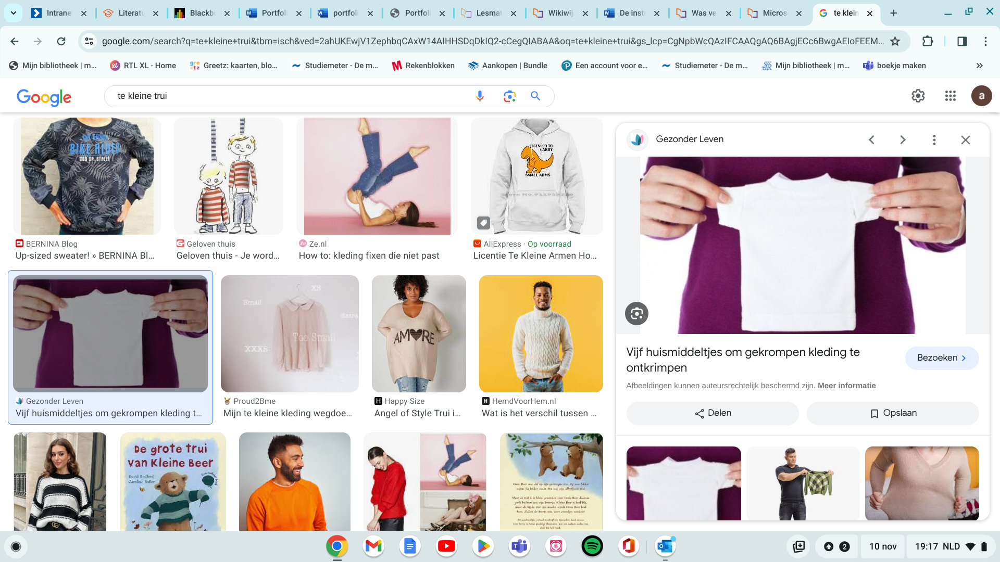 Intrane
Literatu
Blackbo
Portfoli
portfoli
Portfoli
Lesmat
Wikiwij
De inst
Was ve
Micros
te klein
google.com/search?q=te+kleine+trui&tbm=isch&ved=2ahUKEwjV1ZephbqCAxW14AIHHSDqDkIQ2-cCegQIABAA&oq=te+kleine+trui&gs_lcp=CgNpbWcQAzIFCAAQgAQ6BAgjECc6BwgAEIoFEEM...
Mijn bibliotheek | m...
RTL XL - Home
Greetz: kaarten, blo...
Studiemeter - De m...
Rekenblokken
Aankopen | Bundle
Een account voor e...
Studiemeter - De m...
Mijn bibliotheek | m...
boekje maken
Google
te kleine trui
a
BIKE RIDER
369 SP. STREET
LICENSED TO
CARRY
SMALL ARMS
BERNINA Blog
Up-sized sweater! » BERNINA Bl...
Geloven thuis
Geloven thuis - Je word...
Ze.nl
How to: kleding fixen die niet past
AliExpress · Op voorraad
Licentie Te Kleine Armen Ho...
XS
Small
Too Small
XXXS
AMORE
Gezonder Leven
Vijf huismiddeltjes om gekrompen kleding t...
Proud2Bme
Mijn te kleine kleding wegdoe...
Happy Size
Angel of Style Trui i...
HemdVoorHem.nl
Wat is het verschil tussen ...
De grote trui
van Kleine Beer
David Bedford
Caroline Pedler
Gezonder Leven
Vijf huismiddeltjes om gekrompen kleding te
ontkrimpen
Bezoeken
Afbeeldingen kunnen auteursrechtelijk beschermd zijn. Meer informatie
Delen
Opslaan
2
10 nov
19:17 NLD